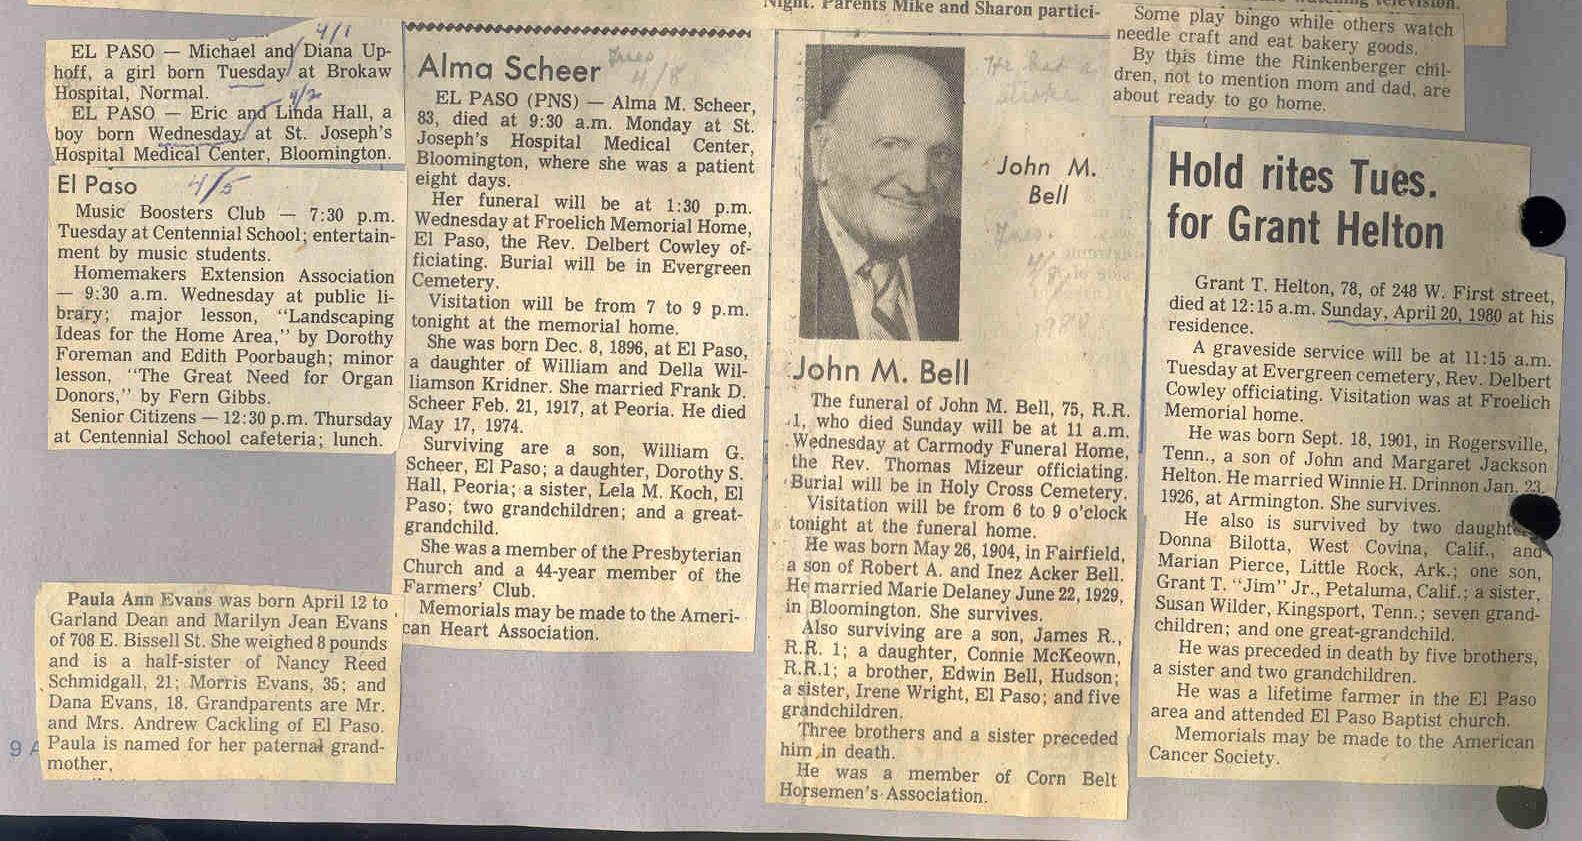 4/1
EL PASO — Michael and Diana Up-
hoff, a girl born Tuesday at Brokaw
Hospital, Normal.
4/2
EL PASO — Eric and Linda Hall, a
boy born Wednesday at St. Joseph's
Hospital Medical Center, Bloomington.
El Paso
4/5
Music Boosters Club — 7:30 p.m.
Tuesday at Centennial School; entertain-
ment by music students.
Homemakers Extension Association
— 9:30 a.m. Wednesday at public li-
brary; major lesson, "Landscaping
Ideas for the Home Area," by Dorothy
Foreman and Edith Poorbaugh; minor
lesson, "The Great Need for Organ
Donors," by Fern Gibbs.
Senior Citizens — 12:30 p.m. Thursday
at Centennial School cafeteria; lunch.
Paula Ann Evans was born April 12 to
Garland Dean and Marilyn Jean Evans
of 708 E. Bissell St. She weighed 8 pounds
and is a half-sister of Nancy Reed
Schmidgall, 21; Morris Evans, 35; and
Dana Evans, 18. Grandparents are Mr.
and Mrs. Andrew Cackling of El Paso.
Paula is named for her paternal grand-
mother,
9 A
Alma Scheer
Tues
4/8
EL PASO (PNS) — Alma M. Scheer,
83, died at 9:30 a.m. Monday at St.
Joseph's Hospital Medical Center,
Bloomington, where she was a patient
eight days.
Her funeral will be at 1:30 p.m.
Wednesday at Froelich Memorial Home,
El Paso, the Rev. Delbert Cowley of-
ficiating. Burial will be in Evergreen
Cemetery.
Visitation will be from 7 to 9 p.m.
tonight at the memorial home.
She was born Dec. 8, 1896, at El Paso,
a daughter of William and Della Wil-
liamson Kridner. She married Frank D.
Scheer Feb. 21, 1917, at Peoria. He died
May 17, 1974.
Surviving are a son, William G.
Scheer, El Paso; a daughter, Dorothy S.
Hall, Peoria; a sister, Lela M. Koch, El
Paso; two grandchildren; and a great-
grandchild.
She was a member of the Presbyterian
Church and a 44-year member of the
Farmers' Club.
Memorials may be made to the Ameri-
can Heart Association.
Night. Parents Mike and Sharon partici-
He had a
stroke
John M.
Bell
Tues.
4/8
1980
John M. Bell
The funeral of John M. Bell, 75, R.R.
1, who died Sunday will be at 11 a.m.
Wednesday at Carmody Funeral Home,
the Rev. Thomas Mizeur officiating.
Burial will be in Holy Cross Cemetery.
Visitation will be from 6 to 9 o'clock
tonight at the funeral home.
He was born May 26, 1904, in Fairfield,
a son of Robert A. and Inez Acker Bell.
He married Marie Delaney June 22, 1929,
in Bloomington. She survives.
Also surviving are a son, James R.,
R.R. 1; a daughter, Connie McKeown,
R.R.1; a brother, Edwin Bell, Hudson;
a sister, Irene Wright, El Paso; and five
grandchildren.
Three brothers and a sister preceded
him in death.
He was a member of Corn Belt
Horsemen's Association.
television.
Some play bingo while others watch
needle craft and eat bakery goods.
By this time the Rinkenberger chil-
dren, not to mention mom and dad, are
about ready to go home.
Hold rites Tues.
for Grant Helton
Grant T. Helton, 78, of 248 W. First street,
died at 12:15 a.m. Sunday, April 20, 1980 at his
residence.
A graveside service will be at 11:15 a.m.
Tuesday at Evergreen cemetery, Rev. Delbert
Cowley officiating. Visitation was at Froelich
Memorial home.
He was born Sept. 18, 1901, in Rogersville,
Tenn., a son of John and Margaret Jackson
Helton. He married Winnie H. Drinnon Jan. 23,
1926, at Armington. She survives.
He also is survived by two daught
Donna Bilotta, West Covina, Calif., and
Marian Pierce, Little Rock, Ark.; one son,
Grant T. "Jim" Jr., Petaluma, Calif.; a sister,
Susan Wilder, Kingsport, Tenn.; seven grand-
children; and one great-grandchild.
He was preceded in death by five brothers,
a sister and two grandchildren.
He was a lifetime farmer in the El Paso
area and attended El Paso Baptist church.
Memorials may be made to the American
Cancer Society.